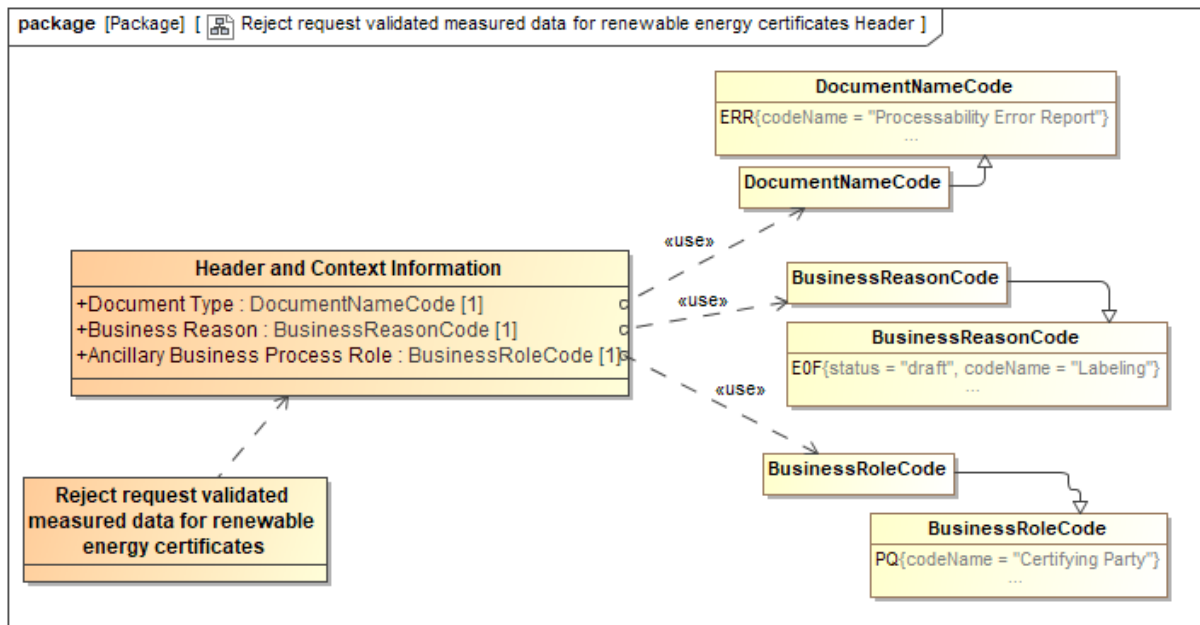 package [Package] [ Reject request validated measured data for renewable energy certificates Header ]
DocumentNameCode
ERR{codeName = "Processability Error Report"}
...
DocumentNameCode
«use»
Header and Context Information
+Document Type : DocumentNameCode [1]
+Business Reason : BusinessReasonCode [1]
+Ancillary Business Process Role : BusinessRoleCode [1]
«use»
BusinessReasonCode
BusinessReasonCode
E0F{status = "draft", codeName = "Labeling"}
...
«use»
BusinessRoleCode
Reject request validated
measured data for renewable
energy certificates
BusinessRoleCode
PQ{codeName = "Certifying Party"}
...